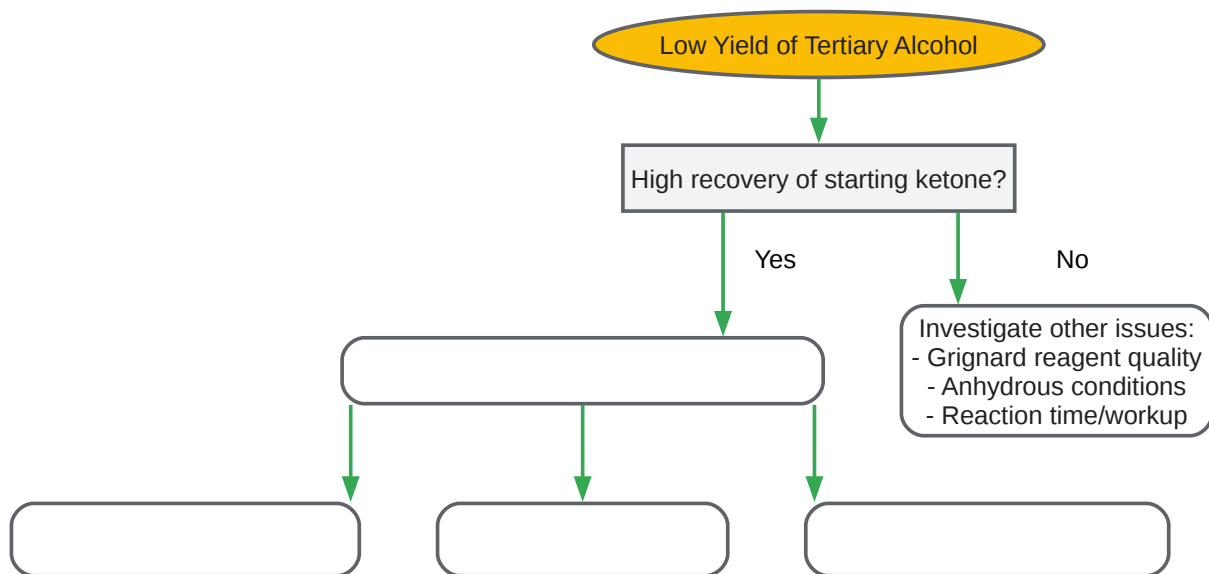 Low Yield of Tertiary Alcohol
High recovery of starting ketone?
Yes
No
Investigate other issues:
- Grignard reagent quality
- Anhydrous conditions
- Reaction time/workup